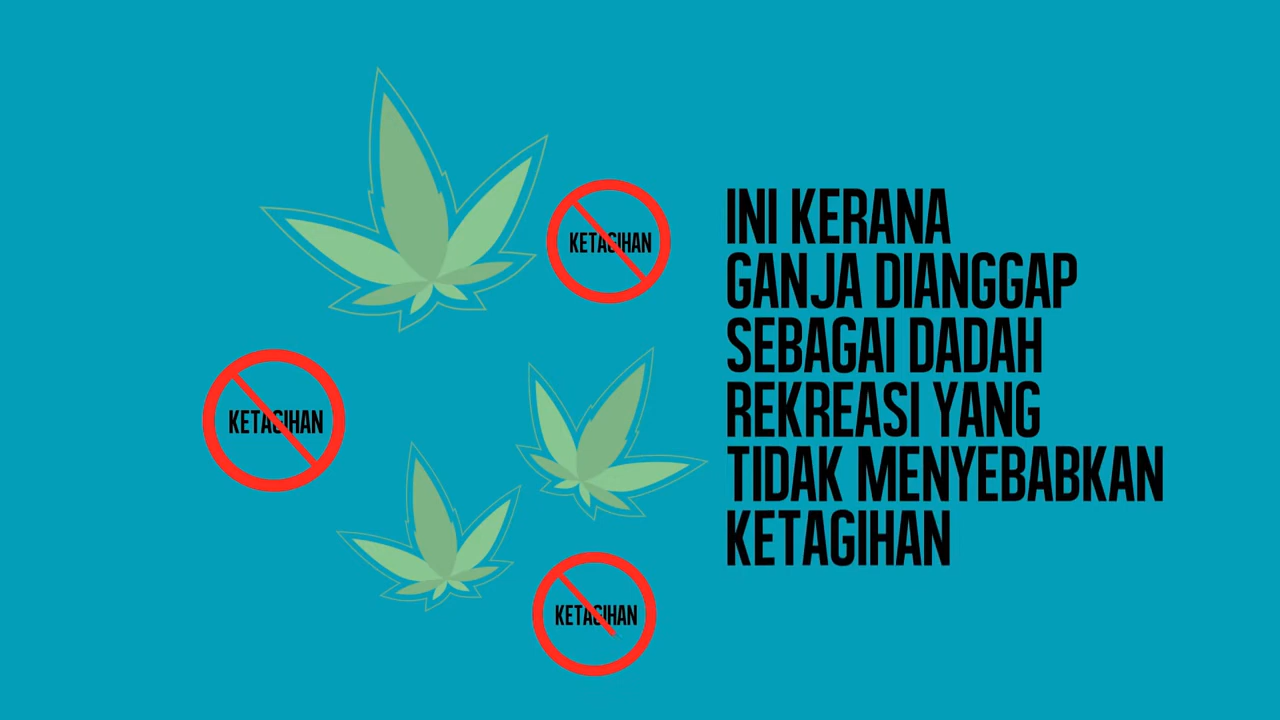 KETAGIHAN
KETAGIHAN
KETAGIHAN
INI KERANA
GANJA DIANGGAP
SEBAGAI DADAH
REKREASI YANG
TIDAK MENYEBABKAN
KETAGIHAN